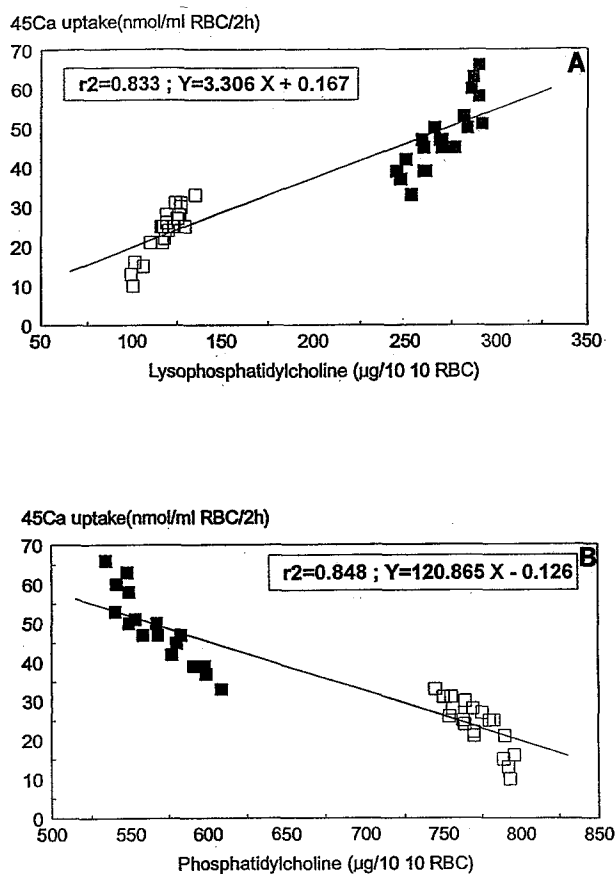 45Ca uptake(nmol/ml RBC/2h)
70
60
50
40
30
20
10
0
r2=0.833 ; Y=3.306 X + 0.167
A
50 100 150 200 250 300 350
Lysophosphatidylcholine (µg/10 10 RBC)
45Ca uptake(nmol/ml RBC/2h)
70
60
50
40
30
20
10
0
r2=0.848 ; Y=120.865 X - 0.126
B
500 550 600 650 700 750 800 850
Phosphatidylcholine (µg/10 10 RBC)